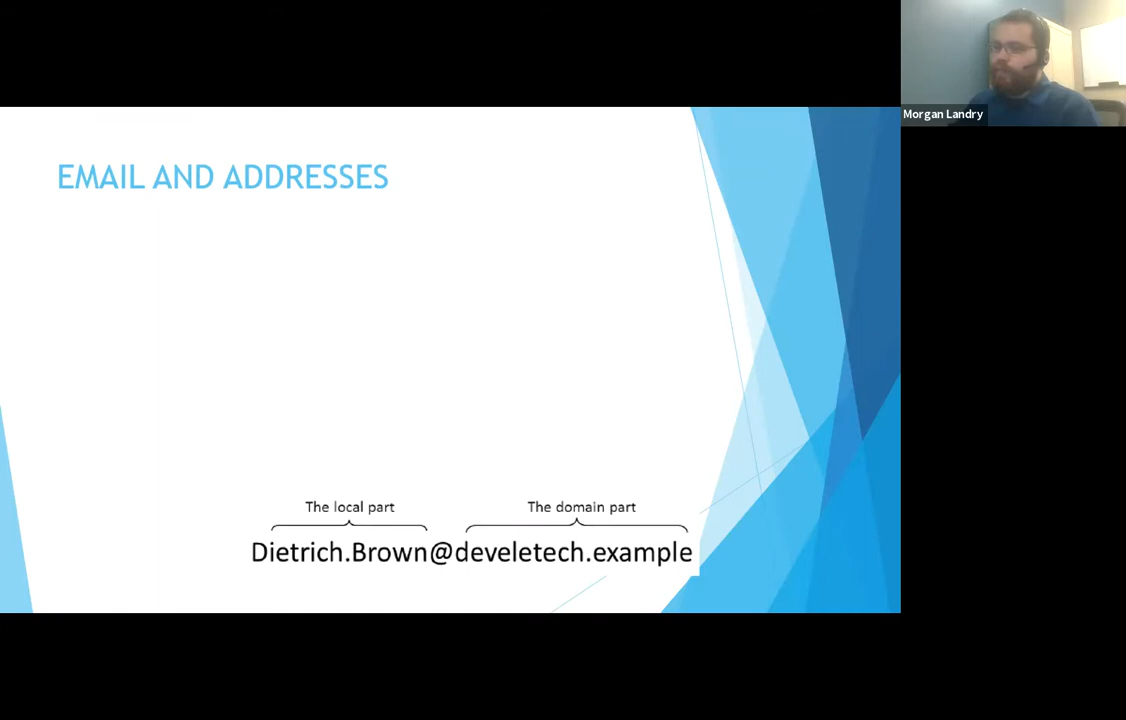 Morgan Landry
EMAIL AND ADDRESSES
The local part The domain part
Dietrich.Brown@develetech.example